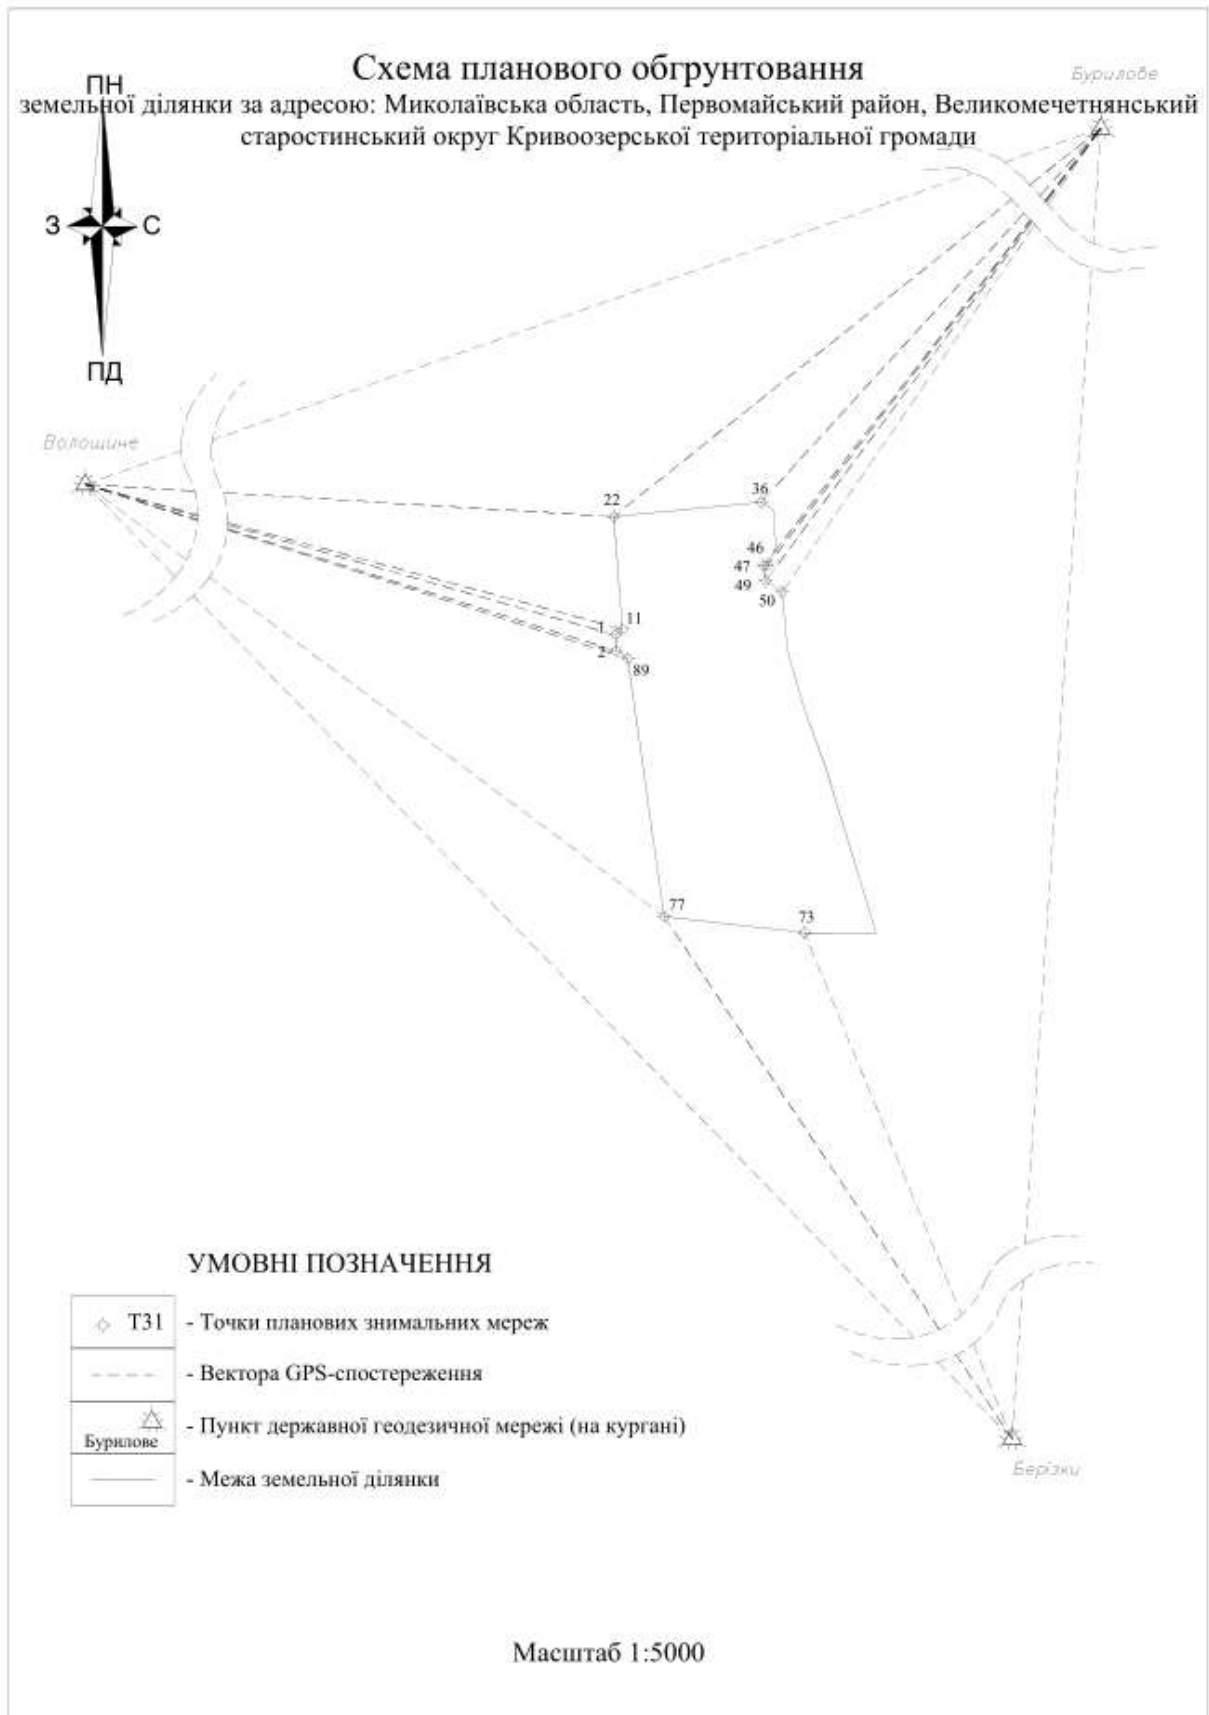 Схема планового обгрунтовання
земельної ділянки за адресою: Миколаївська область, Первомайський район, Великомечетнянський
старостинський округ Кривоозерської територіальної громади
Бурилове
ПН
З
С
ПД
Волошине
22
36
46
47
49
50
1
11
2
89
77
73
УМОВНІ ПОЗНАЧЕННЯ
Т31 - Точки планових знимальних мереж
- Вектора GPS-спостереження
Бурилове - Пункт державної геодезичної мережі (на кургані)
- Межа земельної ділянки
Берізки
Масштаб 1:5000